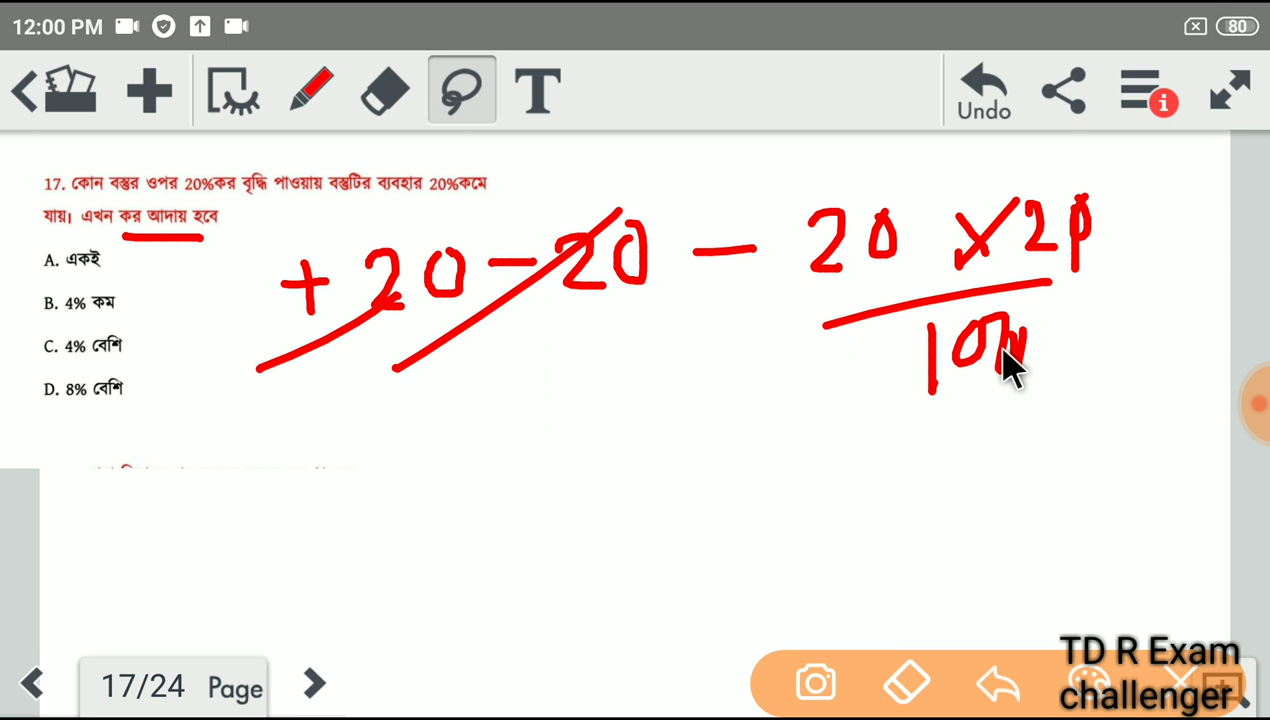 12:00 PM
80
Undo
17. কোন বস্তুর ওপর 20%কর বৃদ্ধি পাওয়ায় বস্তুটির ব্যবহার 20%কমে
যায়। এখন কর আদায় হবে
A. একই
B. 4% কম
C. 4% বেশি
D. 8% বেশি
+ 20 - 20 - 20 × 20
100
17/24 Page
TD R Exam
challenger